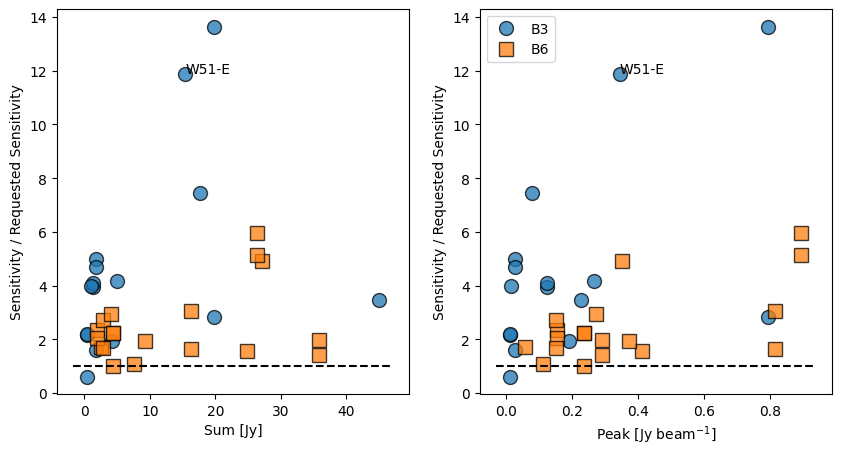 Sensitivity / Requested Sensitivity
14
12
10
8
6
4
2
0
W51-E
0 10 20 30 40
Sum [Jy]
Sensitivity / Requested Sensitivity
14
12
10
8
6
4
2
0
B3
B6
W51-E
0.0 0.2 0.4 0.6 0.8
Peak [Jy beam⁻¹]